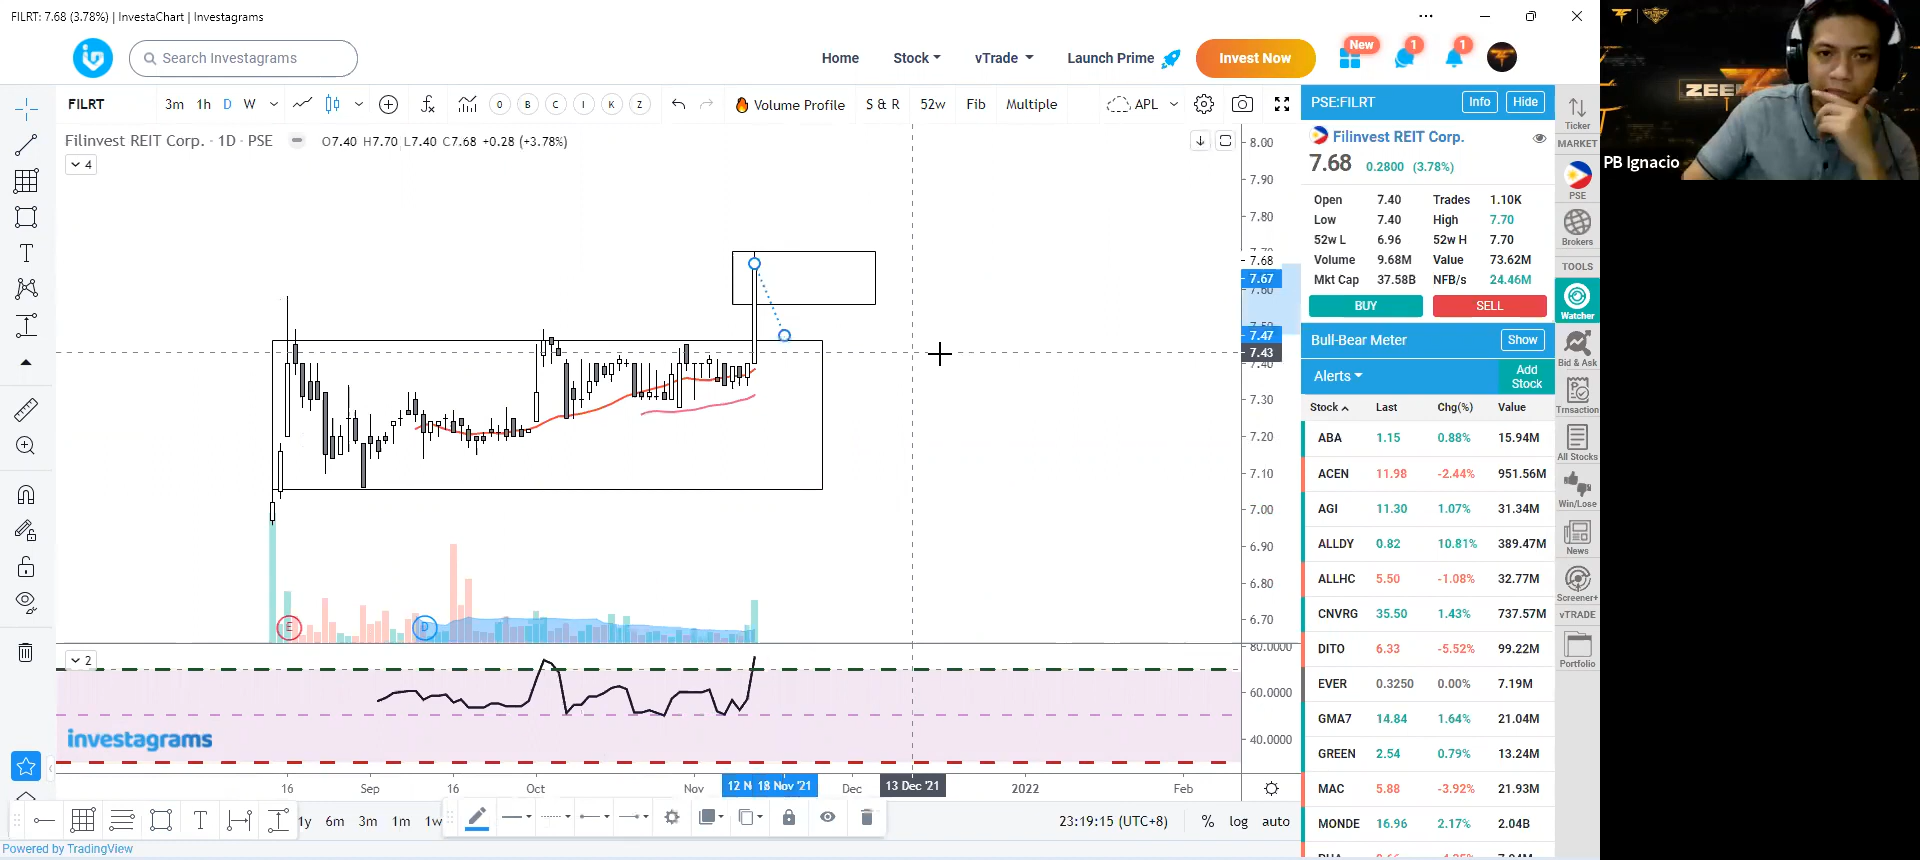 FILRT: 7.68 (3.78%) | InvestaChart | Investagrams
Search Investagrams
Home
Stock
vTrade
Launch Prime
Invest Now
New
1
1
FILRT
3m 1h D W
O B C I K Z
Volume Profile
S & R
52w
Fib
Multiple
APL
Filinvest REIT Corp. · 1D · PSE
O7.40 H7.70 L7.40 C7.68 +0.28 (+3.78%)
4
8.00
7.90
7.80
7.68
7.67
7.47
7.43
7.30
7.20
7.10
7.00
6.90
6.80
6.70
E
D
2
80.0000
60.0000
40.0000
investagrams
16
Sep
16
Oct
Nov
12 N
18 Nov '21
Dec
13 Dec '21
2022
Feb
1y 6m 3m 1m 1w
23:19:15 (UTC+8)
% log auto
Powered by TradingView
PSE:FILRT
Info
Hide
Filinvest REIT Corp.
7.68 0.2800 (3.78%)
Open 7.40 Trades 1.10K
Low 7.40 High 7.70
52w L 6.96 52w H 7.70
Volume 9.68M Value 73.62M
Mkt Cap 37.58B NFB/s 24.46M
BUY
SELL
Bull-Bear Meter
Show
Alerts
Add Stock
Stock Last Chg(%) Value
ABA 1.15 0.88% 15.94M
ACEN 11.98 -2.44% 951.56M
AGI 11.30 1.07% 31.34M
ALLDY 0.82 10.81% 389.47M
ALLHC 5.50 -1.08% 32.77M
CNVRG 35.50 1.43% 737.57M
DITO 6.33 -5.52% 99.22M
EVER 0.3250 0.00% 7.19M
GMA7 14.84 1.64% 21.04M
GREEN 2.54 0.79% 13.24M
MAC 5.88 -3.92% 21.93M
MONDE 16.96 2.17% 2.04B
Ticker
MARKET
PSE
Brokers
TOOLS
Watcher
Bid & Ask
Trnsaction
All Stocks
Win/Lose
News
Screener+
vTRADE
Portfolio
PB Ignacio